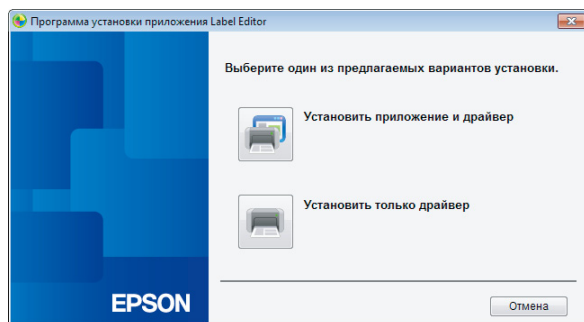 Программа установки приложения Label Editor
Выберите один из предлагаемых вариантов установки.
Установить приложение и драйвер
Установить только драйвер
EPSON
Отмена